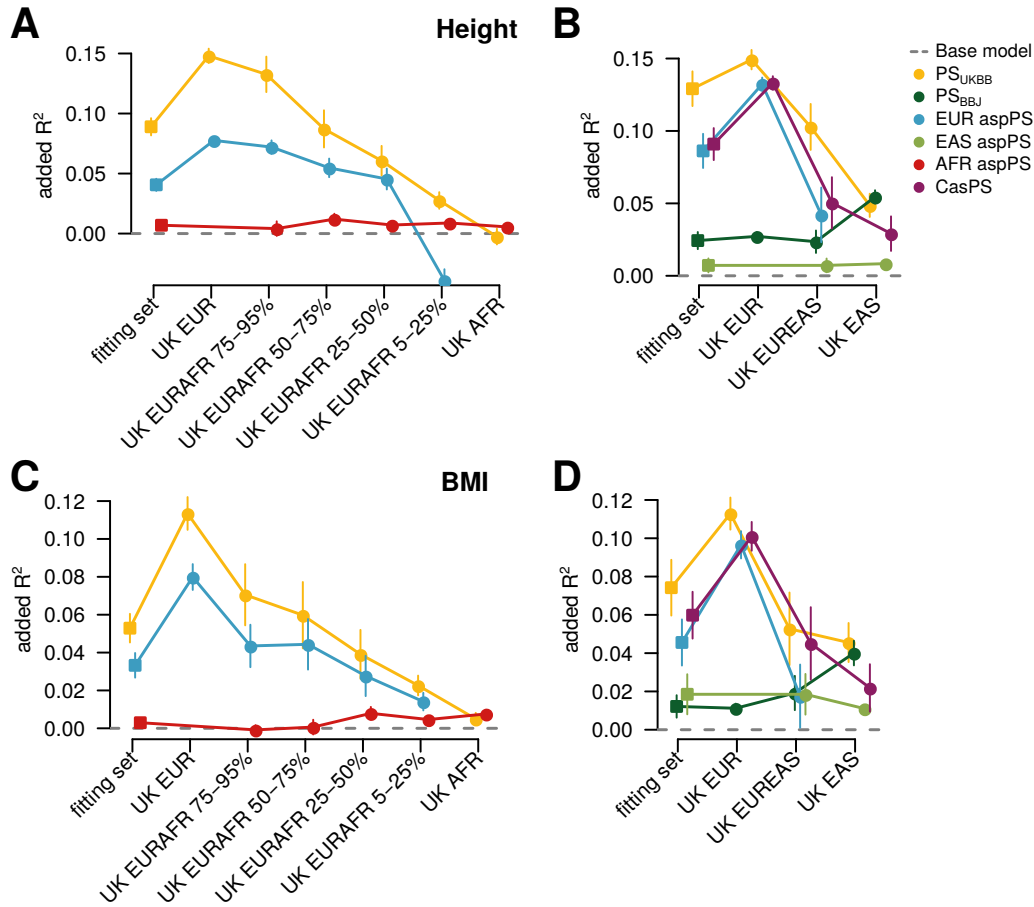 A
Height
added R²
0.15
0.10
0.05
0.00
fitting set
UK EUR
UK EURAFR 75–95%
UK EURAFR 50–75%
UK EURAFR 25–50%
UK EURAFR 5–25%
UK AFR
B
added R²
0.15
0.10
0.05
0.00
fitting set
UK EUR
UK EUREAS
UK EAS
Base model
PS_UKBB
PS_BBJ
EUR aspPS
EAS aspPS
AFR aspPS
CasPS
C
BMI
added R²
0.12
0.10
0.08
0.06
0.04
0.02
0.00
fitting set
UK EUR
UK EURAFR 75–95%
UK EURAFR 50–75%
UK EURAFR 25–50%
UK EURAFR 5–25%
UK AFR
D
added R²
0.12
0.10
0.08
0.06
0.04
0.02
0.00
fitting set
UK EUR
UK EUREAS
UK EAS